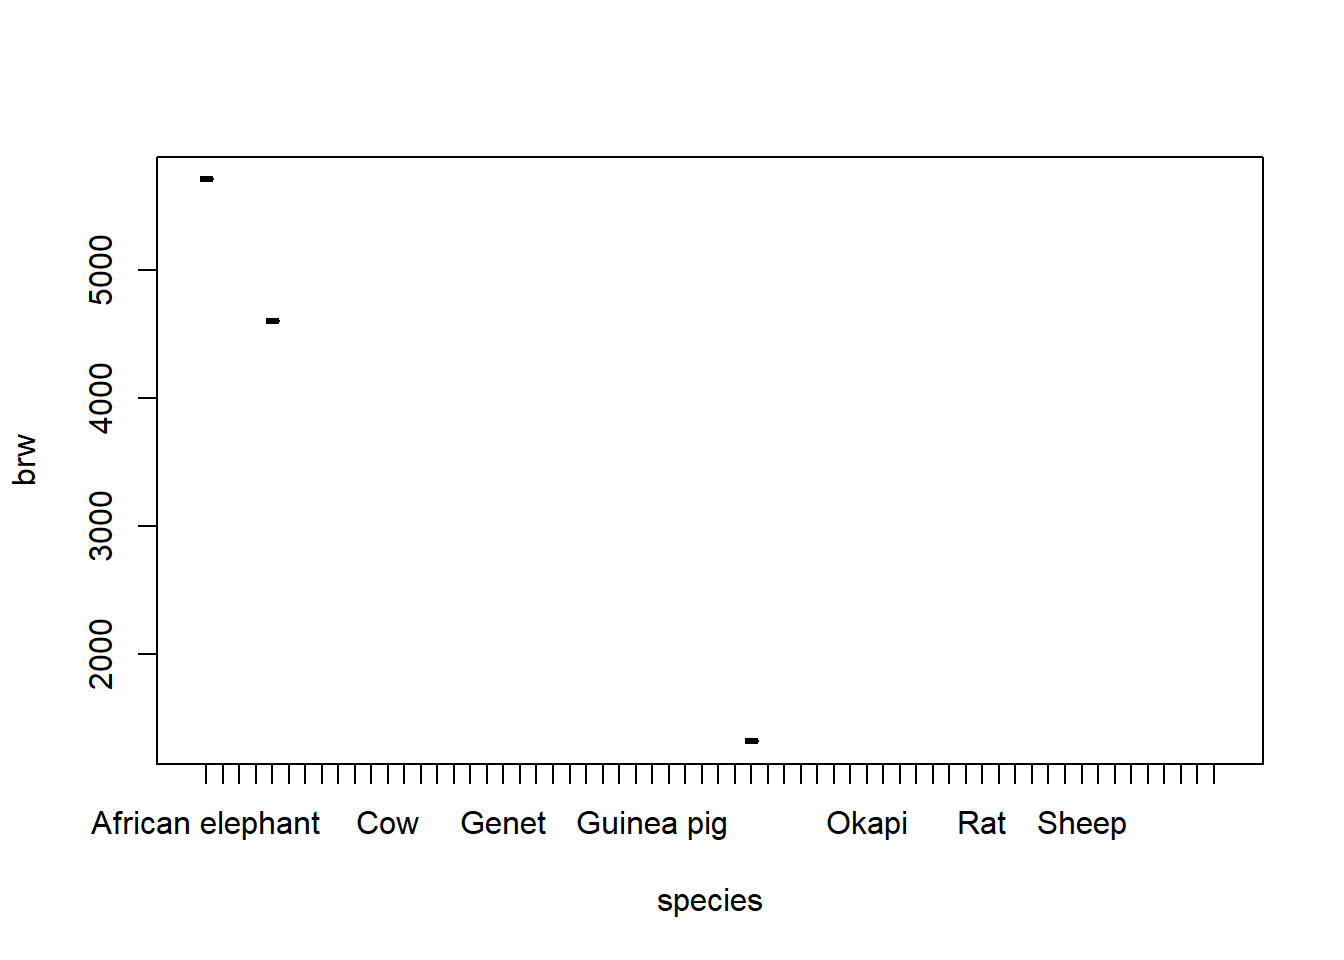 brw
5000
4000
3000
2000
African elephant Cow Genet Guinea pig Okapi Rat Sheep
species